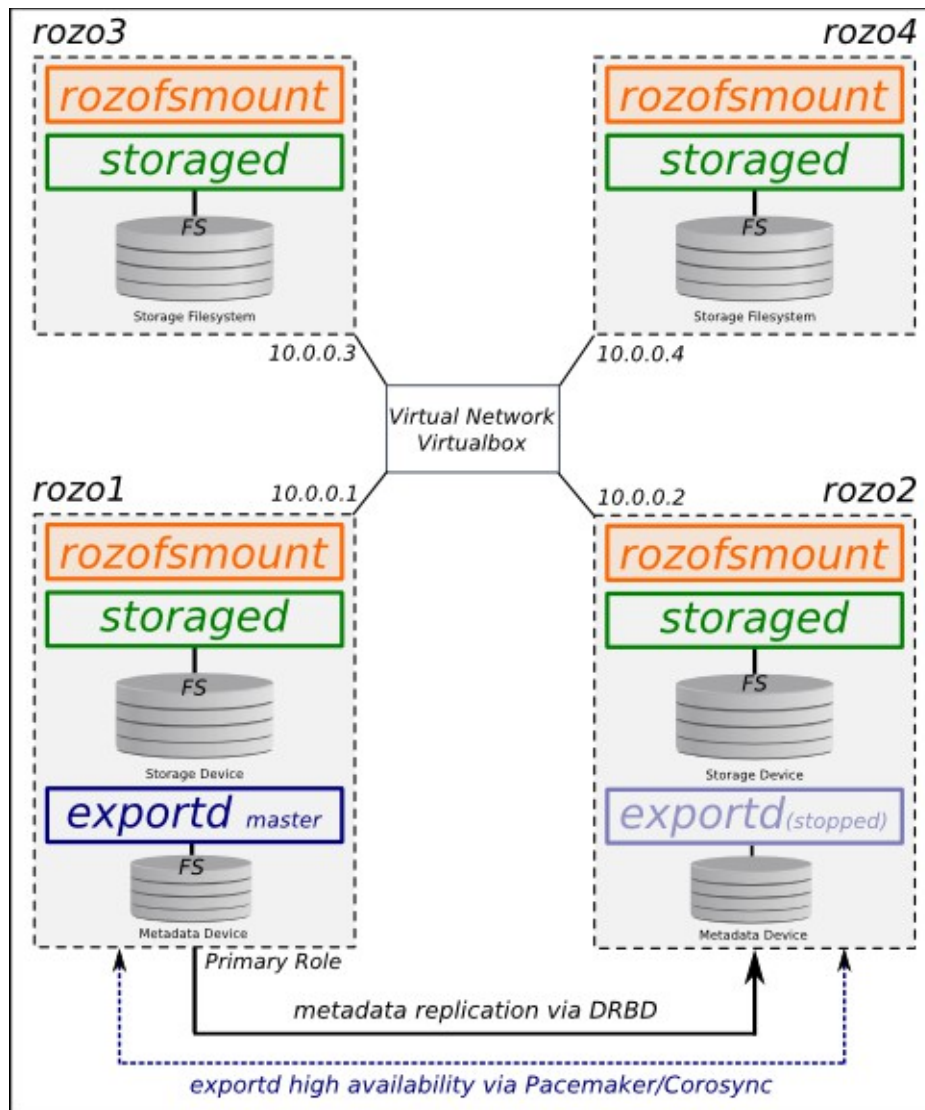 rozo3
rozofsmount
storaged
FS
Storage Filesystem
10.0.0.3
rozo4
rozofsmount
storaged
FS
Storage Filesystem
10.0.0.4
Virtual Network
Virtualbox
rozo1
10.0.0.1
rozofsmount
storaged
FS
Storage Device
exportd master
FS
Metadata Device
Primary Role
10.0.0.2
rozo2
rozofsmount
storaged
FS
Storage Device
exportd(stopped)
Metadata Device
metadata replication via DRBD
exportd high availability via Pacemaker/Corosync